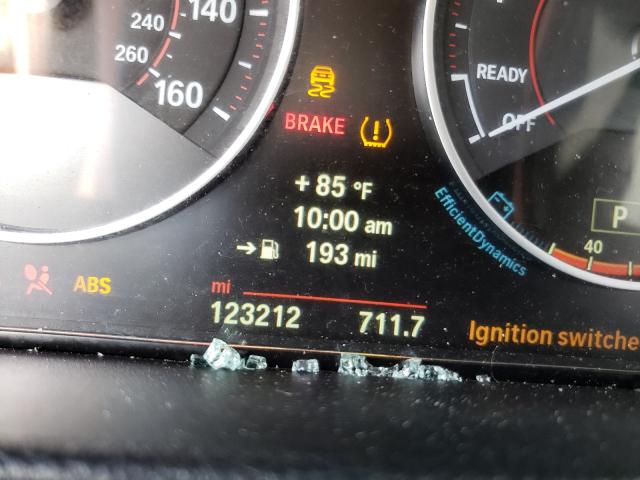 140
240
260
160
READY
OFF
BRAKE
+ 85 °F
10:00 am
193 mi
EfficientDynamics
P
40
ABS
mi
123212 711.7
Ignition switche